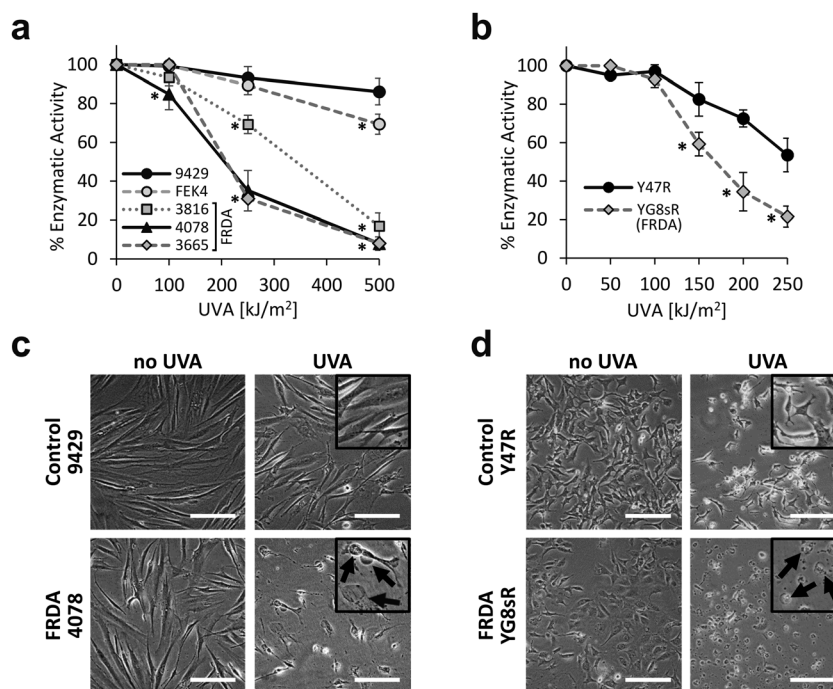 a
% Enzymatic Activity
100
80
60
40
20
0
* * * * * * *
9429
FEK4
3816
4078
3665
FRDA
0 100 200 300 400 500
UVA [kJ/m²]
b
% Enzymatic Activity
100
80
60
40
20
0
* * *
Y47R
YG8sR
(FRDA)
0 50 100 150 200 250
UVA [kJ/m²]
c
no UVA UVA
Control
9429
FRDA
4078
d
no UVA UVA
Control
Y47R
FRDA
YG8sR